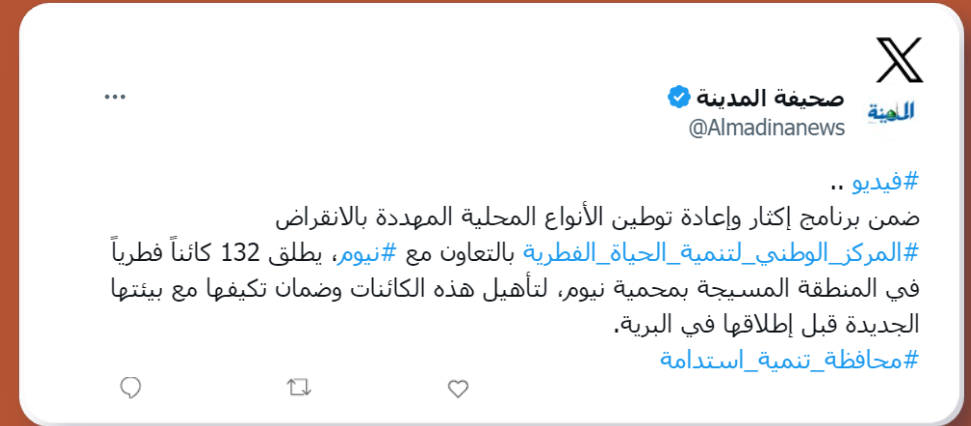 صحيفة المدينة
المدينة
@Almadinanews
#فيديو ..
ضمن برنامج إكثار وإعادة توطين الأنواع المحلية المهددة بالانقراض
#المركز_الوطني_لتنمية_الحياة_الفطرية بالتعاون مع #نيوم، يطلق 132 كائناً فطرياً
في المنطقة المسيجة بمحمية نيوم، لتأهيل هذه الكائنات وضمان تكيفها مع بيئتها
الجديدة قبل إطلاقها في البرية.
#محافظة_تنمية_استدامة